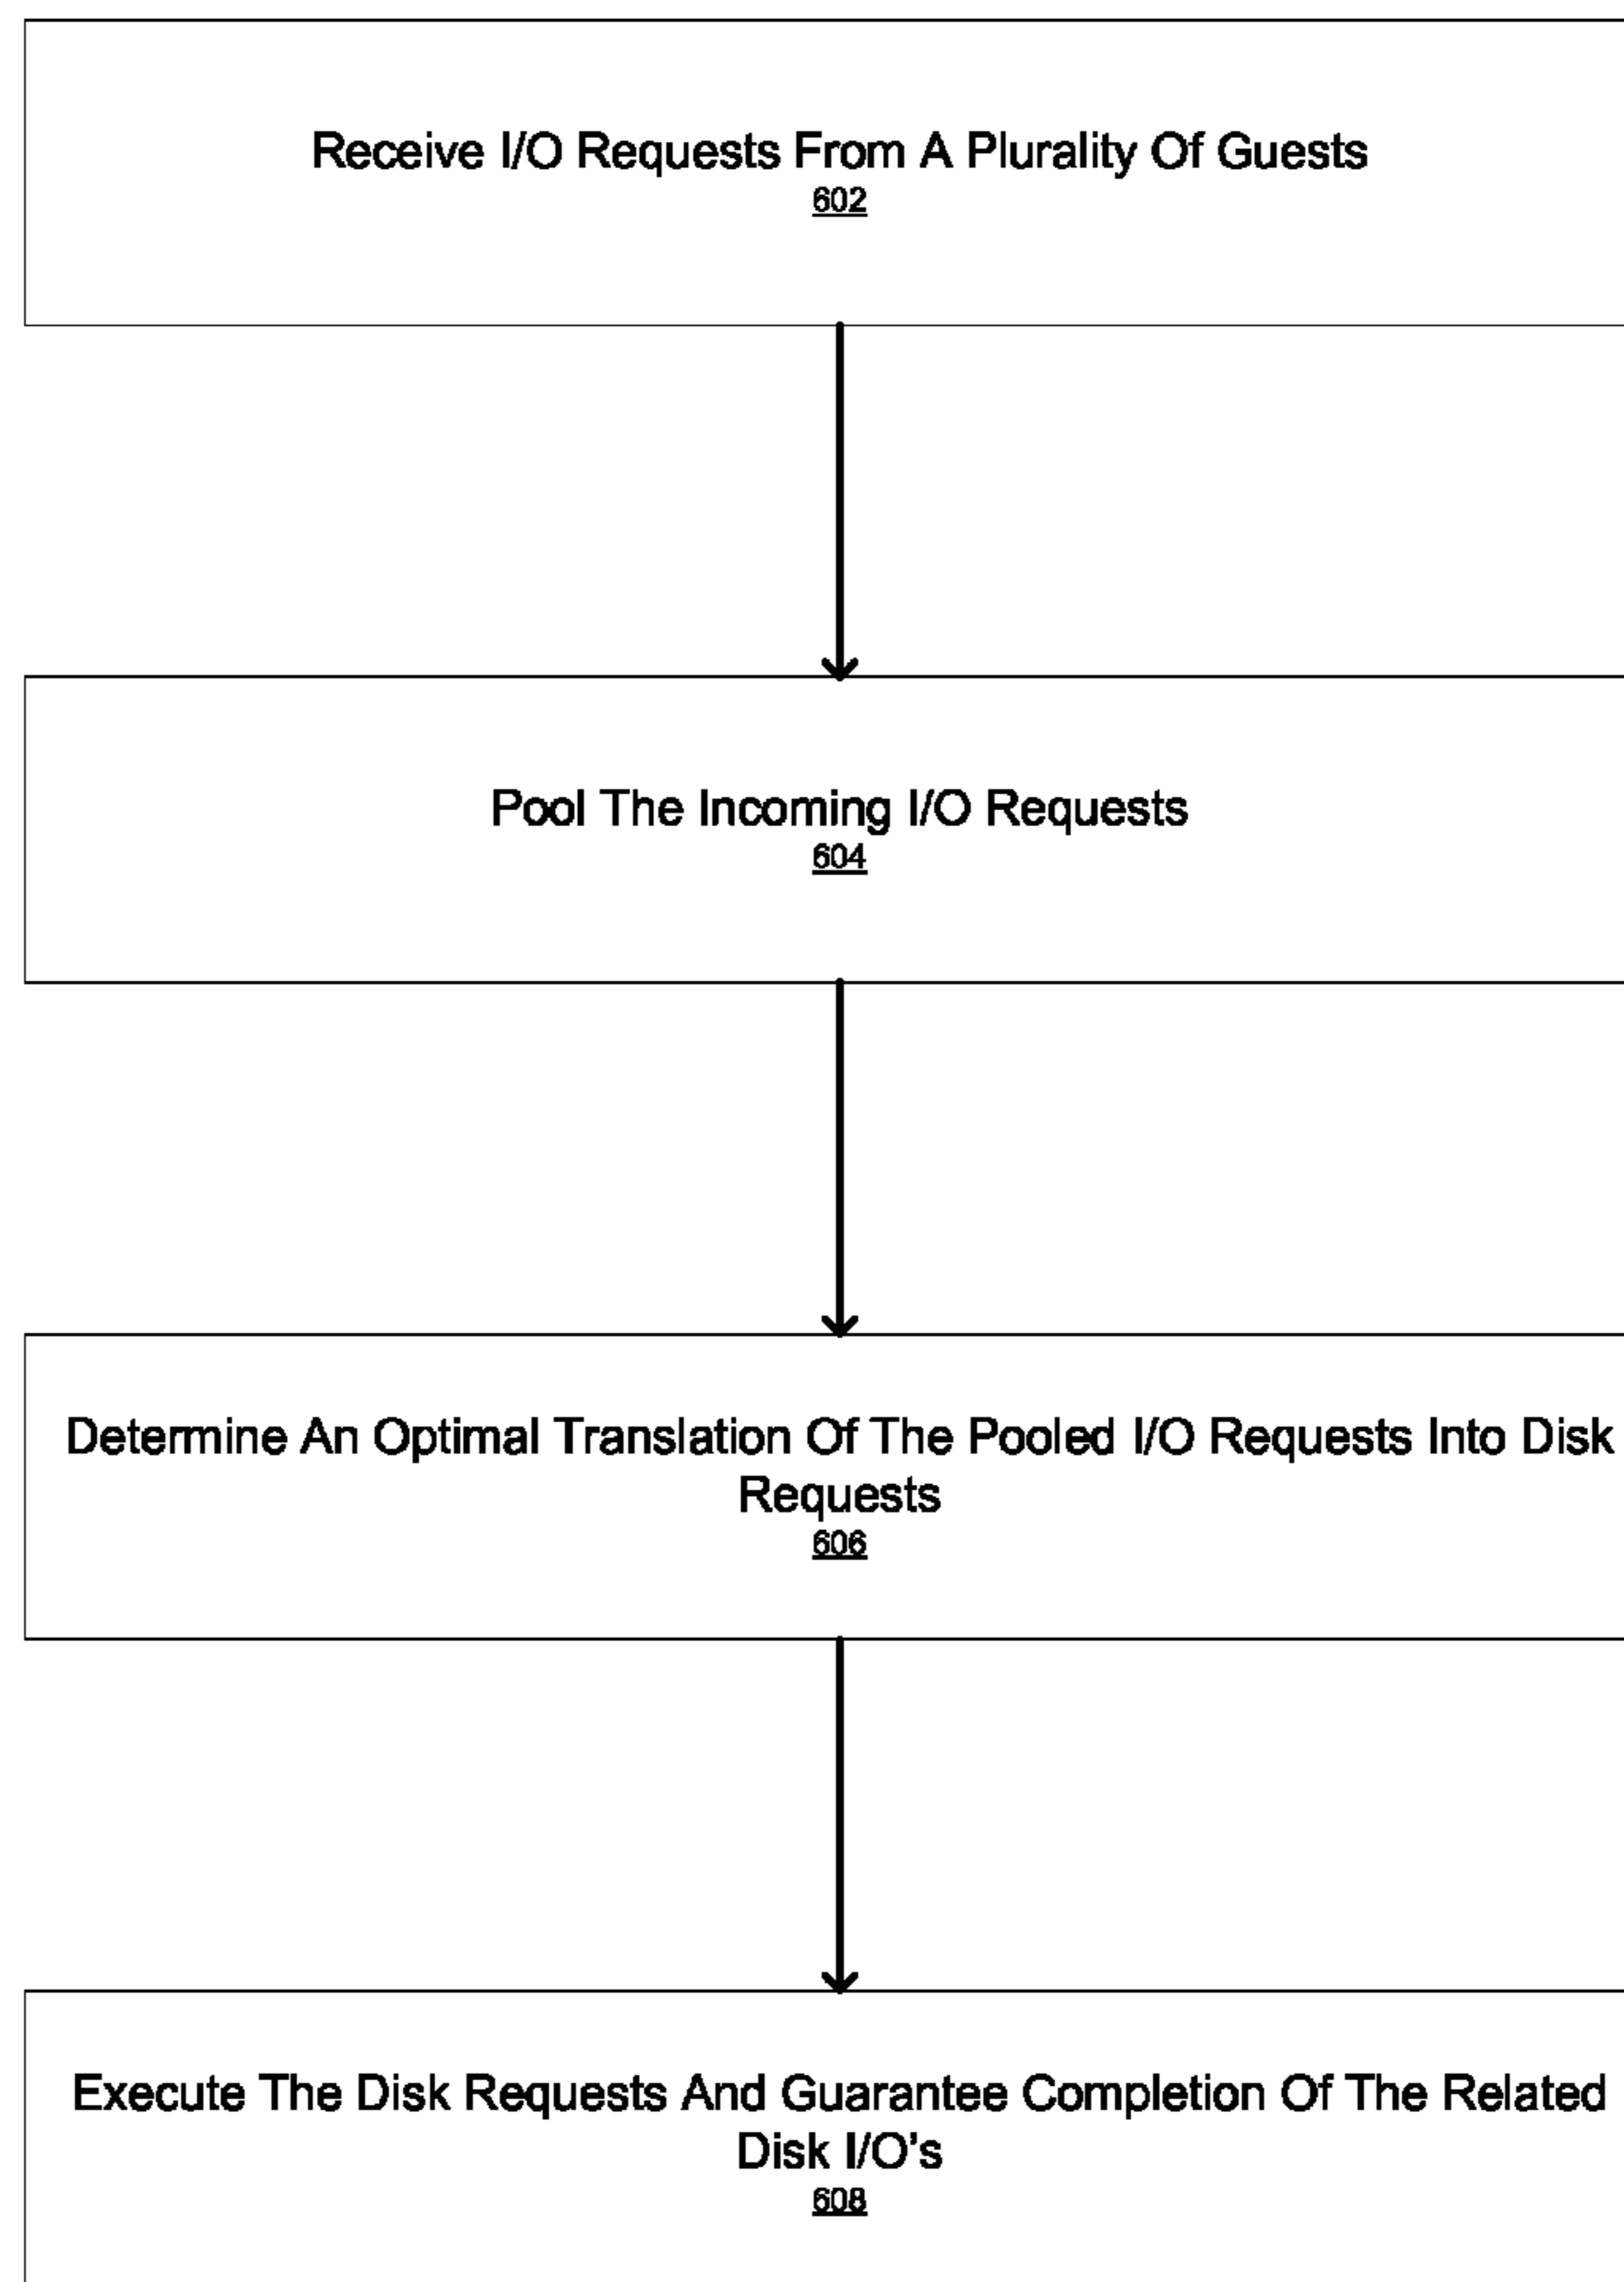 Receive I/O Requests From A Plurality Of Guests
602
Pool The Incoming I/O Requests
604
Determine An Optimal Translation Of The Pooled I/O Requests Into Disk
Requests
606
Execute The Disk Requests And Guarantee Completion Of The Related
Disk I/O's
608